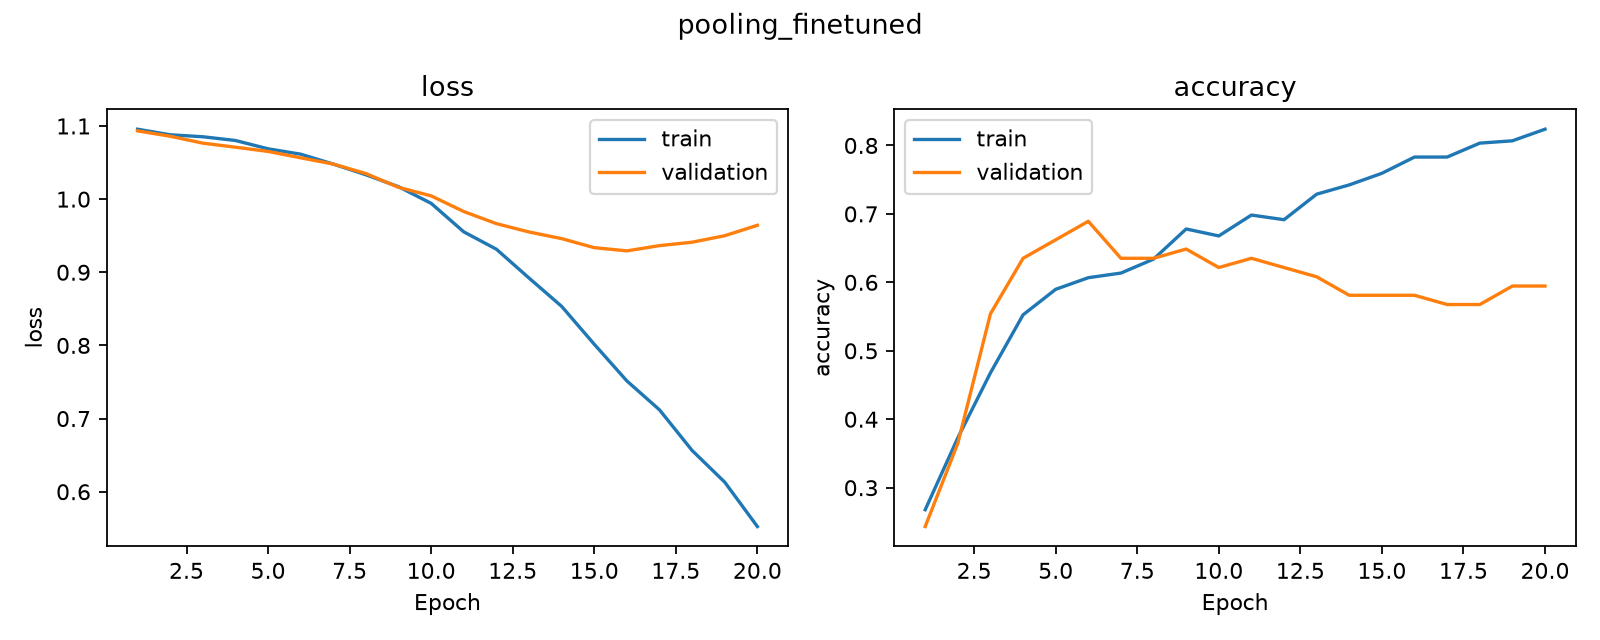 pooling_finetuned
loss
1.1
1.0
0.9
0.8
0.7
0.6
loss
train
validation
2.5 5.0 7.5 10.0 12.5 15.0 17.5 20.0
Epoch
accuracy
0.8
0.7
0.6
0.5
0.4
0.3
accuracy
train
validation
2.5 5.0 7.5 10.0 12.5 15.0 17.5 20.0
Epoch